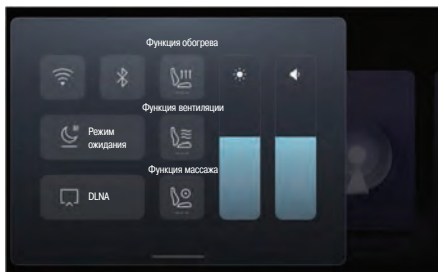 Функция обогрева
Функция вентиляции
Режим
ожидания
Функция массажа
DLNA